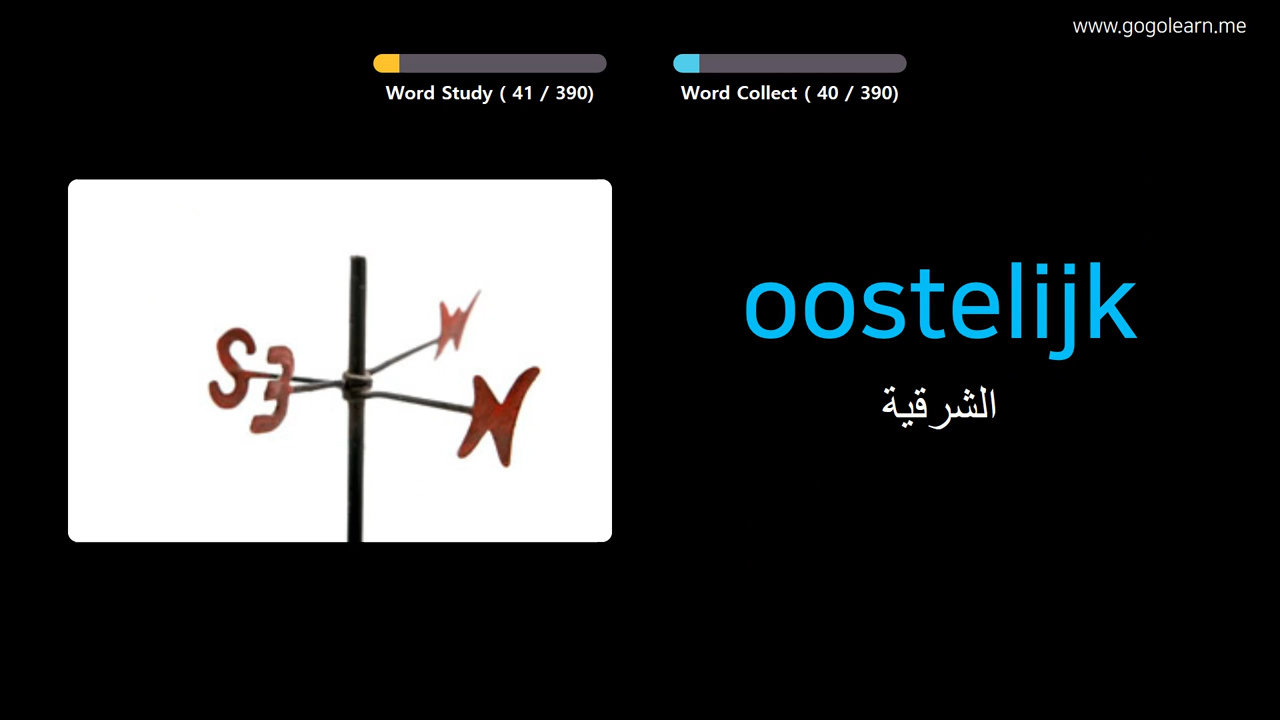 www.gogolearn.me
Word Study ( 41 / 390)
Word Collect ( 40 / 390)
oostelijk
الشرقية
S
E
W
N